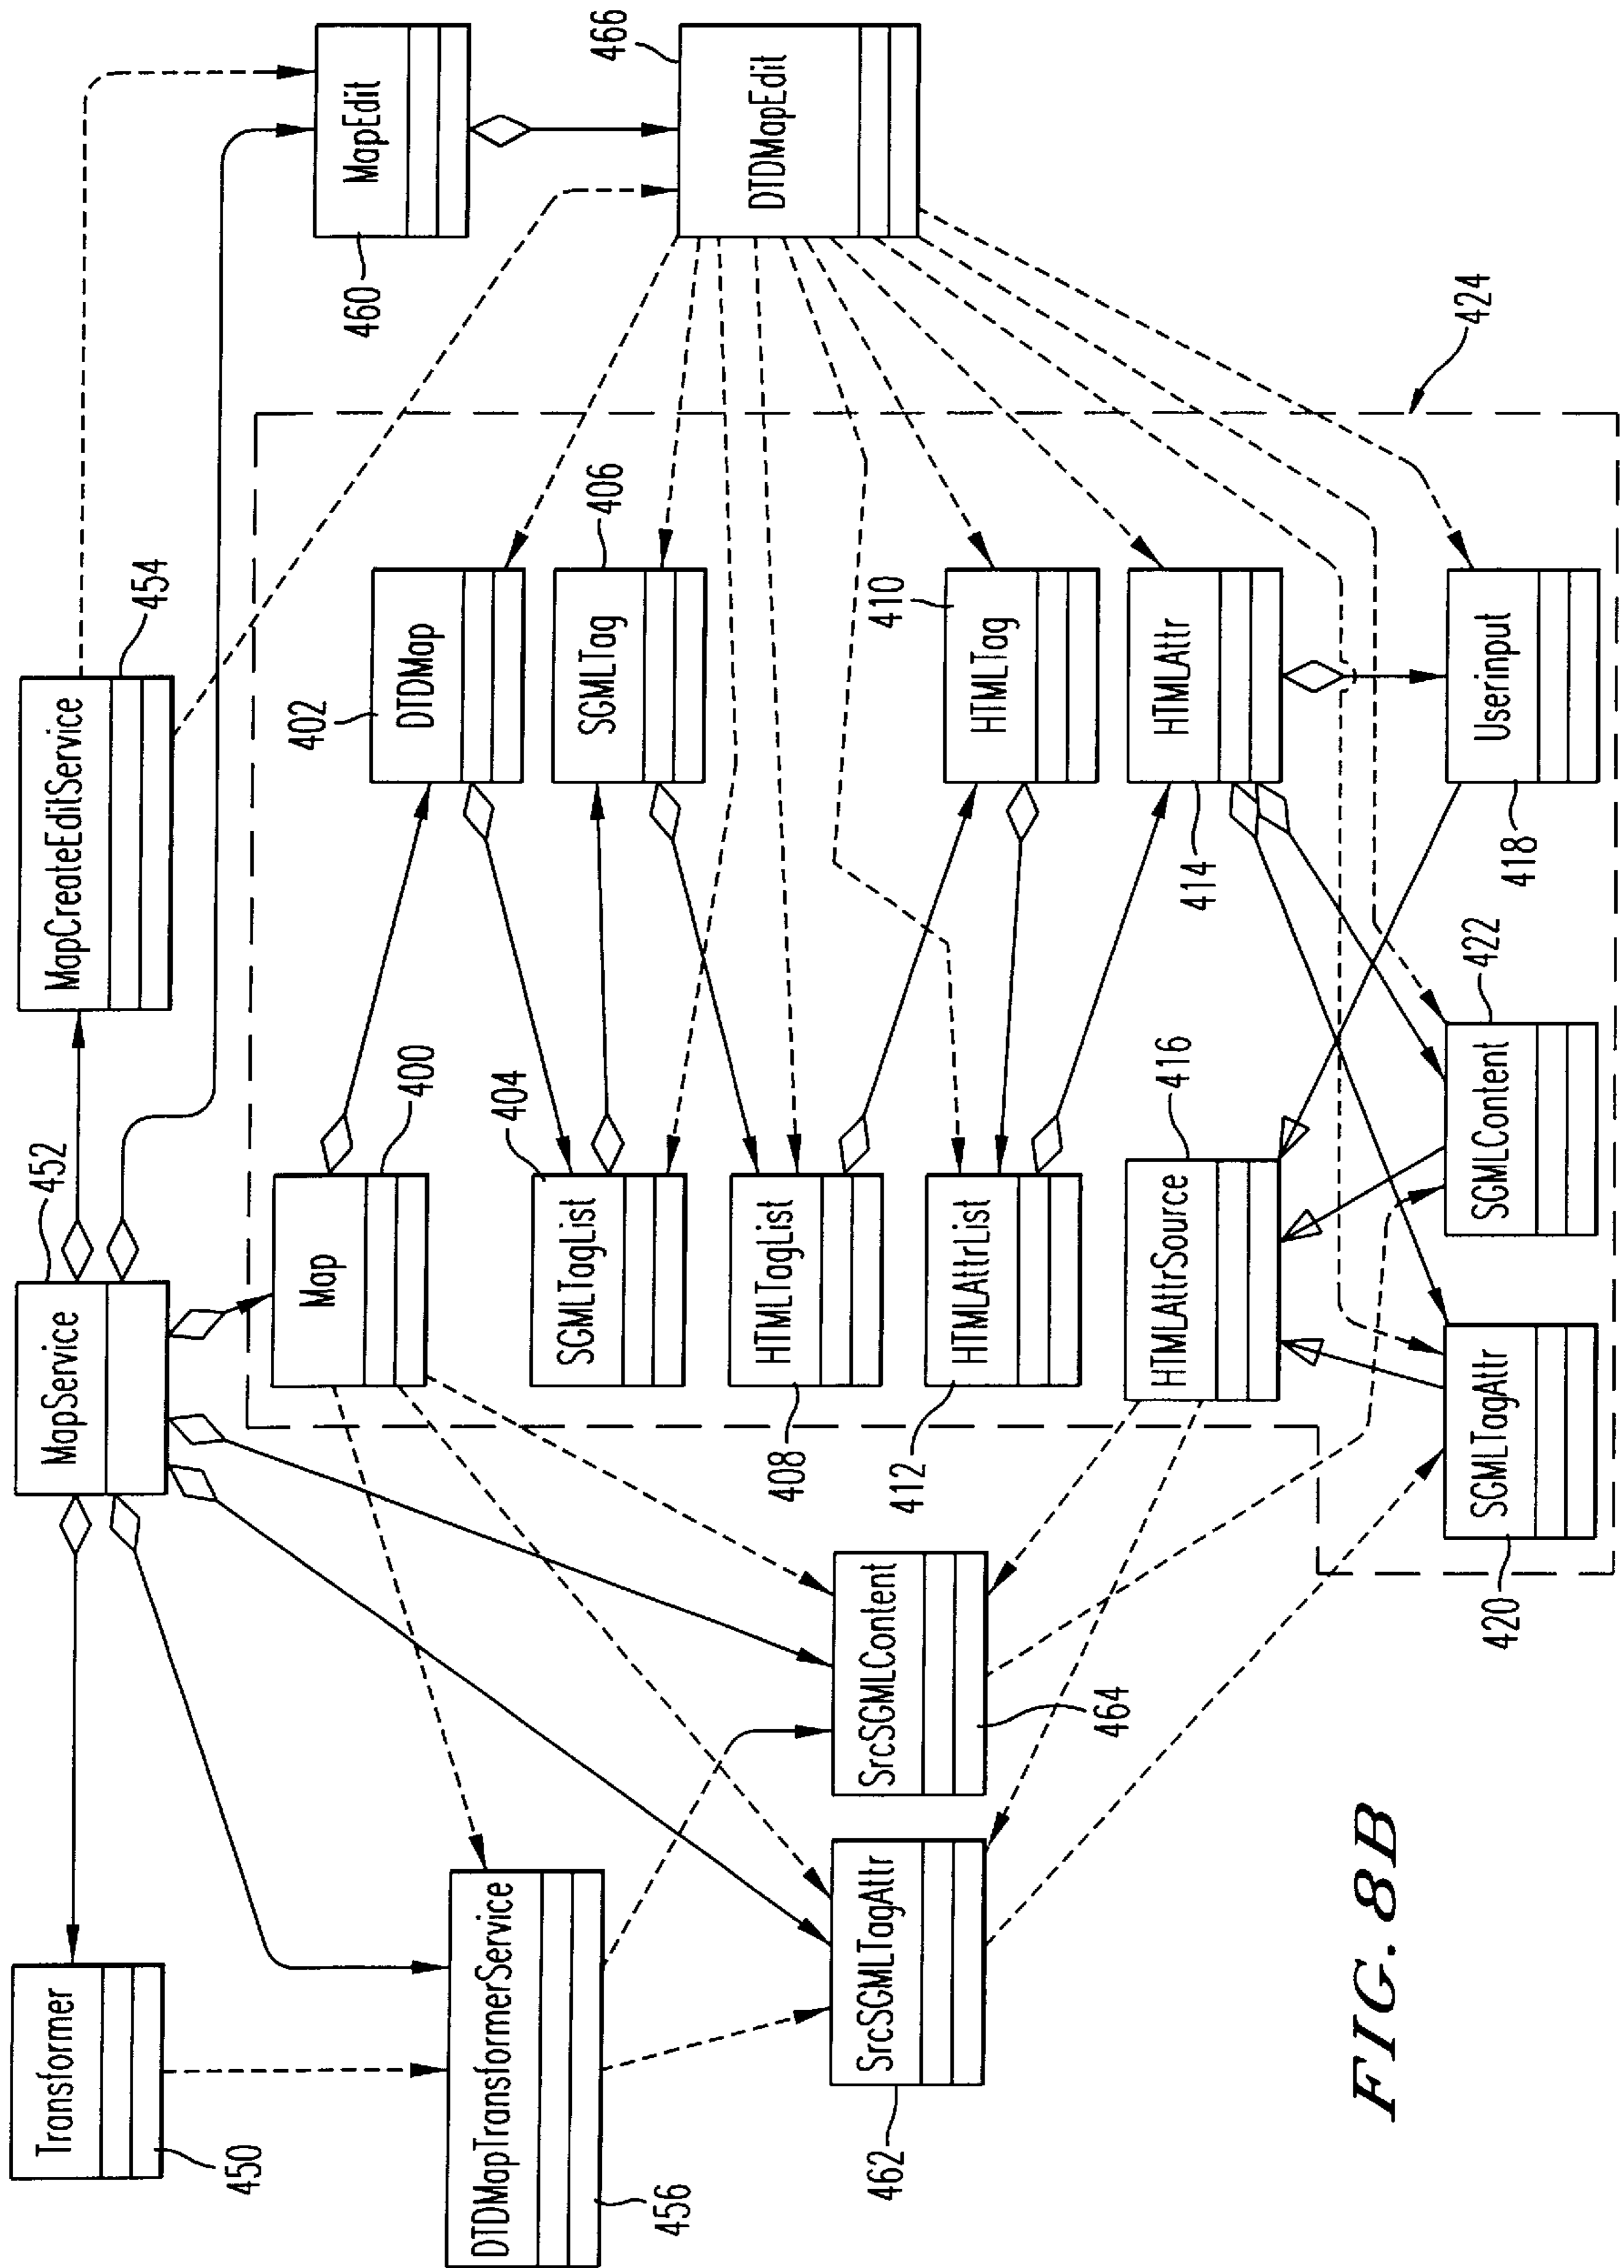 Transformer
450
MapService
452
MapCreateEditService
454
MapEdit
460
DTDMapTransformerService
456
Map
400
DTDMap
402
DTDMapEdit
466
SGMLTagList
404
SGMLTag
406
SrcSGMLTagAttr
462
SrcSGMLContent
464
HTMLTagList
408
HTMLTag
410
HTMLAttrList
412
HTMLAttrSource
416
HTMLAttr
414
SGMLTagAttr
420
SGMLContent
422
Userinput
418
424
FIG. 8B